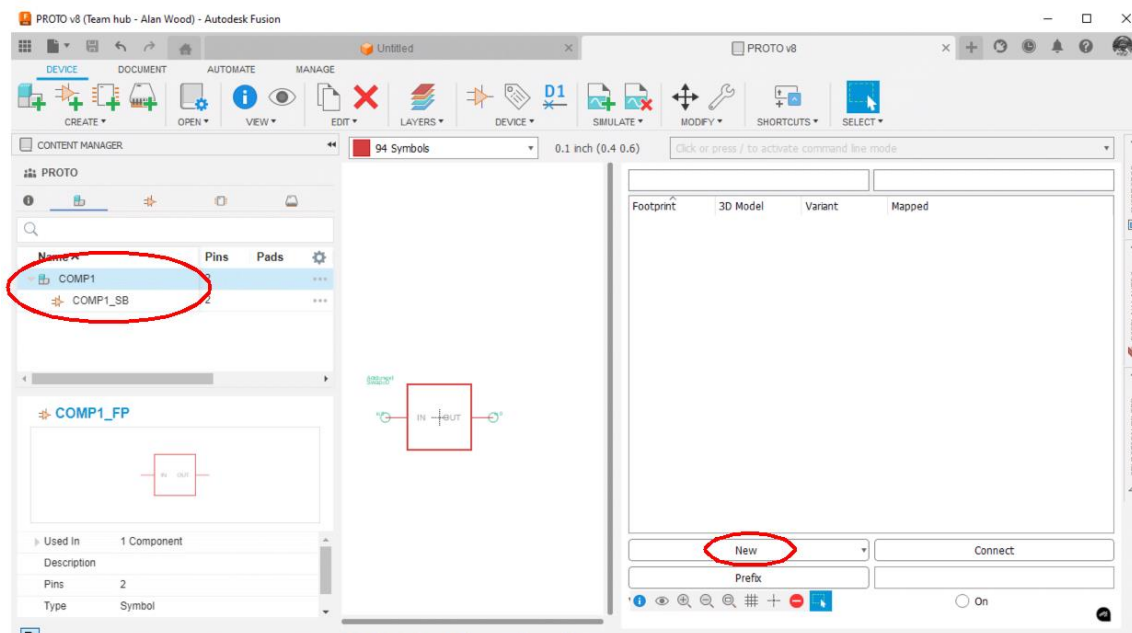 PROTO v8 (Team hub - Alan Wood) - Autodesk Fusion
Untitled
PROTO v8
DEVICE DOCUMENT AUTOMATE MANAGE
D1
CREATE OPEN VIEW EDIT LAYERS DEVICE SIMULATE MODIFY SHORTCUTS SELECT
CONTENT MANAGER
94 Symbols
0.1 inch (0.4 0.6)
Click or press / to activate command line mode
PROTO
Footprint 3D Model Variant Mapped
Name Pins Pads
COMP1
COMP1_SB 2
IN OUT
COMP1_FP
IN OUT
Used In 1 Component
Description
Pins 2
Type Symbol
New Connect
Prefix
On